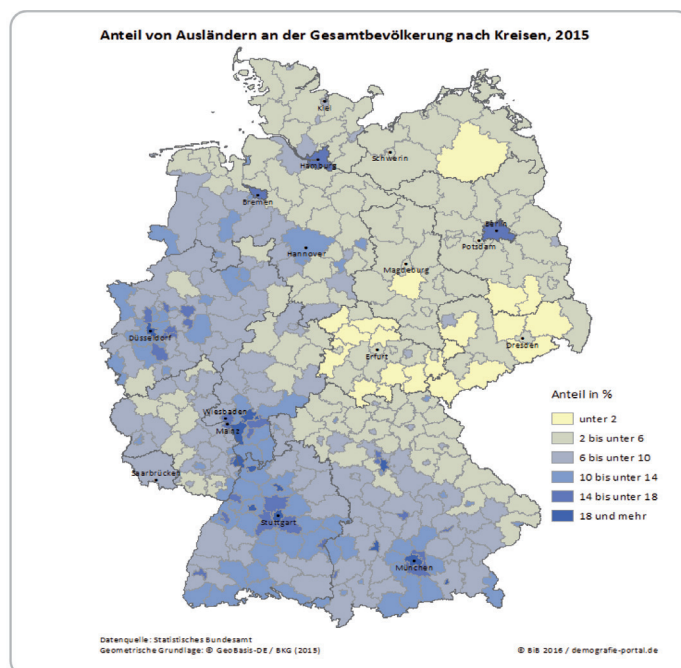 Anteil von Ausländern an der Gesamtbevölkerung nach Kreisen, 2015
Kiel
Schwerin
Hamburg
Bremen
Berlin
Potsdam
Hannover
Magdeburg
Düsseldorf
Erfurt
Dresden
Wiesbaden
Mainz
Saarbrücken
Stuttgart
München
Anteil in %
unter 2
2 bis unter 6
6 bis unter 10
10 bis unter 14
14 bis unter 18
18 und mehr
Datenquelle: Statistisches Bundesamt
Geometrische Grundlage: © GeoBasis-DE / BKG (2015)
© BiB 2016 / demografie-portal.de